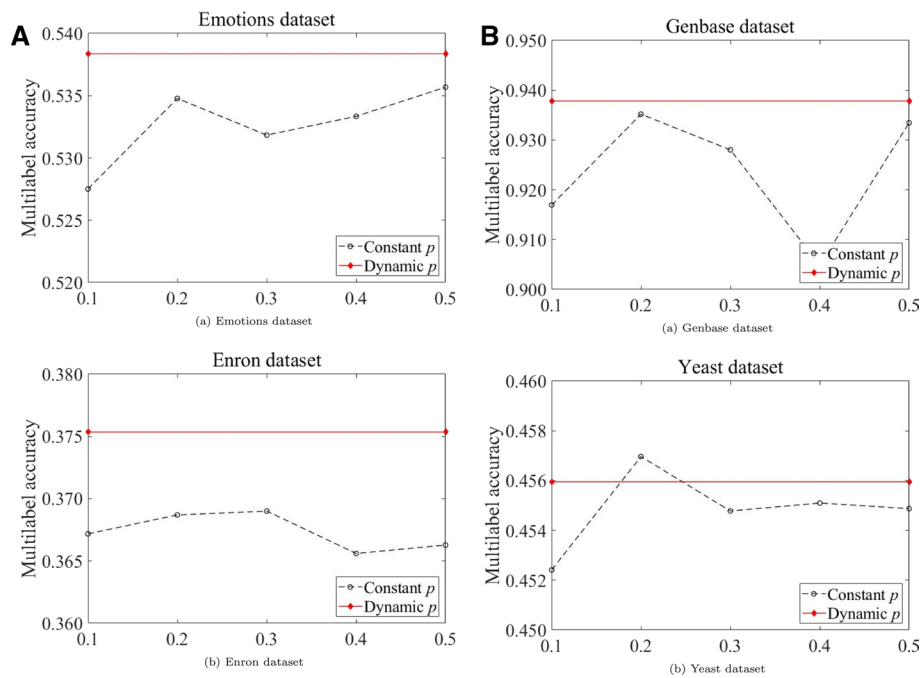 A
Emotions dataset
Multilabel accuracy
0.540
0.535
0.530
0.525
0.520
0.1 0.2 0.3 0.4 0.5
Constant p
Dynamic p
(a) Emotions dataset
B
Genbase dataset
Multilabel accuracy
0.950
0.940
0.930
0.920
0.910
0.900
0.1 0.2 0.3 0.4 0.5
Constant p
Dynamic p
(a) Genbase dataset
Enron dataset
Multilabel accuracy
0.380
0.375
0.370
0.365
0.360
0.1 0.2 0.3 0.4 0.5
Constant p
Dynamic p
(b) Enron dataset
Yeast dataset
Multilabel accuracy
0.460
0.458
0.456
0.454
0.452
0.450
0.1 0.2 0.3 0.4 0.5
Constant p
Dynamic p
(b) Yeast dataset